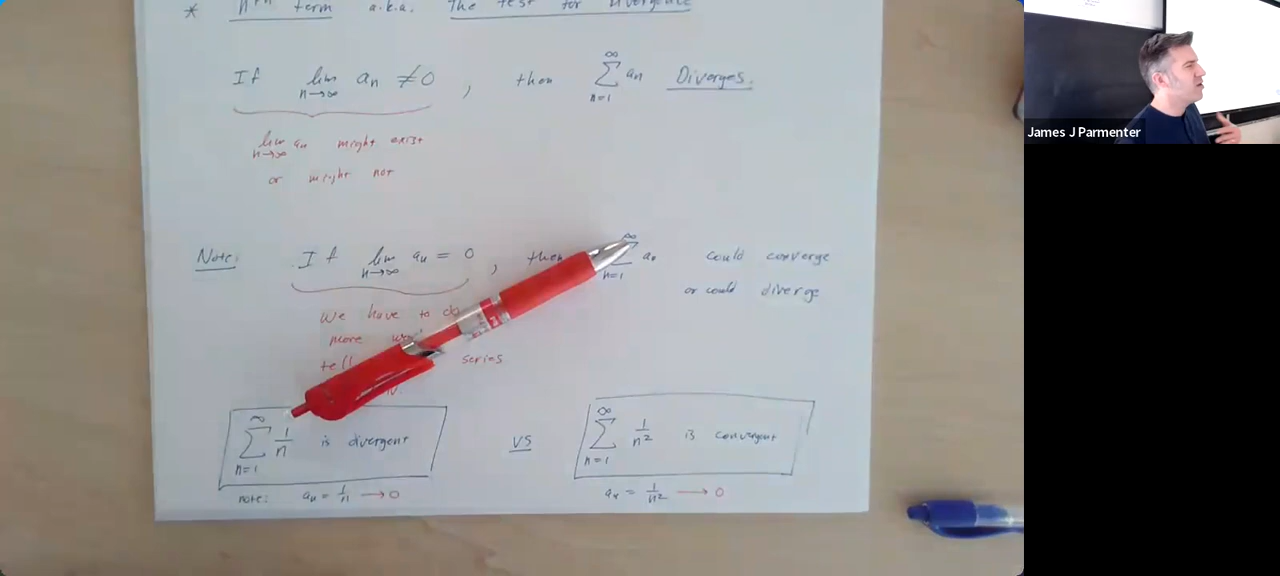 * nth term a.k.a. The test for Divergence
If lim n→∞ an ≠ 0, then ∞ Σ n=1 an Diverges.
lim n→∞ an might exist
or might not
Note: If lim n→∞ an = 0, then ∞ n=1 an could converge
or could diverge
We have to
more
series
∞ Σ n=1 1/n is divergent vs ∞ Σ n=1 1/n² is convergent
note: an = 1/n → 0 an = 1/n² → 0
James J Parmenter